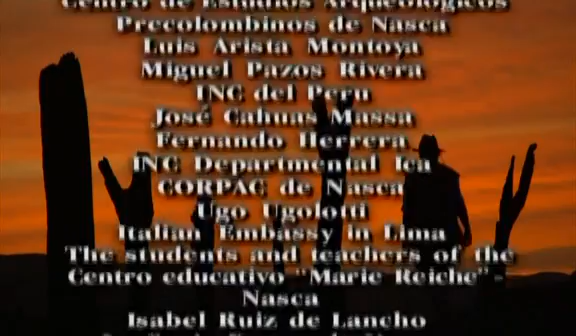 Centro de Estudios Arqueológicos
Precolombinos de Nasca
Luis Arista Montoya
Miguel Pazos Rivera
INC del Peru
José Cahuas Massa
Fernando Herrera
INC Departmental Ica
CORPAC de Nasca
Ugo Ugolotti
Italian Embassy in Lima
The students and teachers of the
Centro educativo "Marie Reiche"-
Nasca
Isabel Ruiz de Lancho